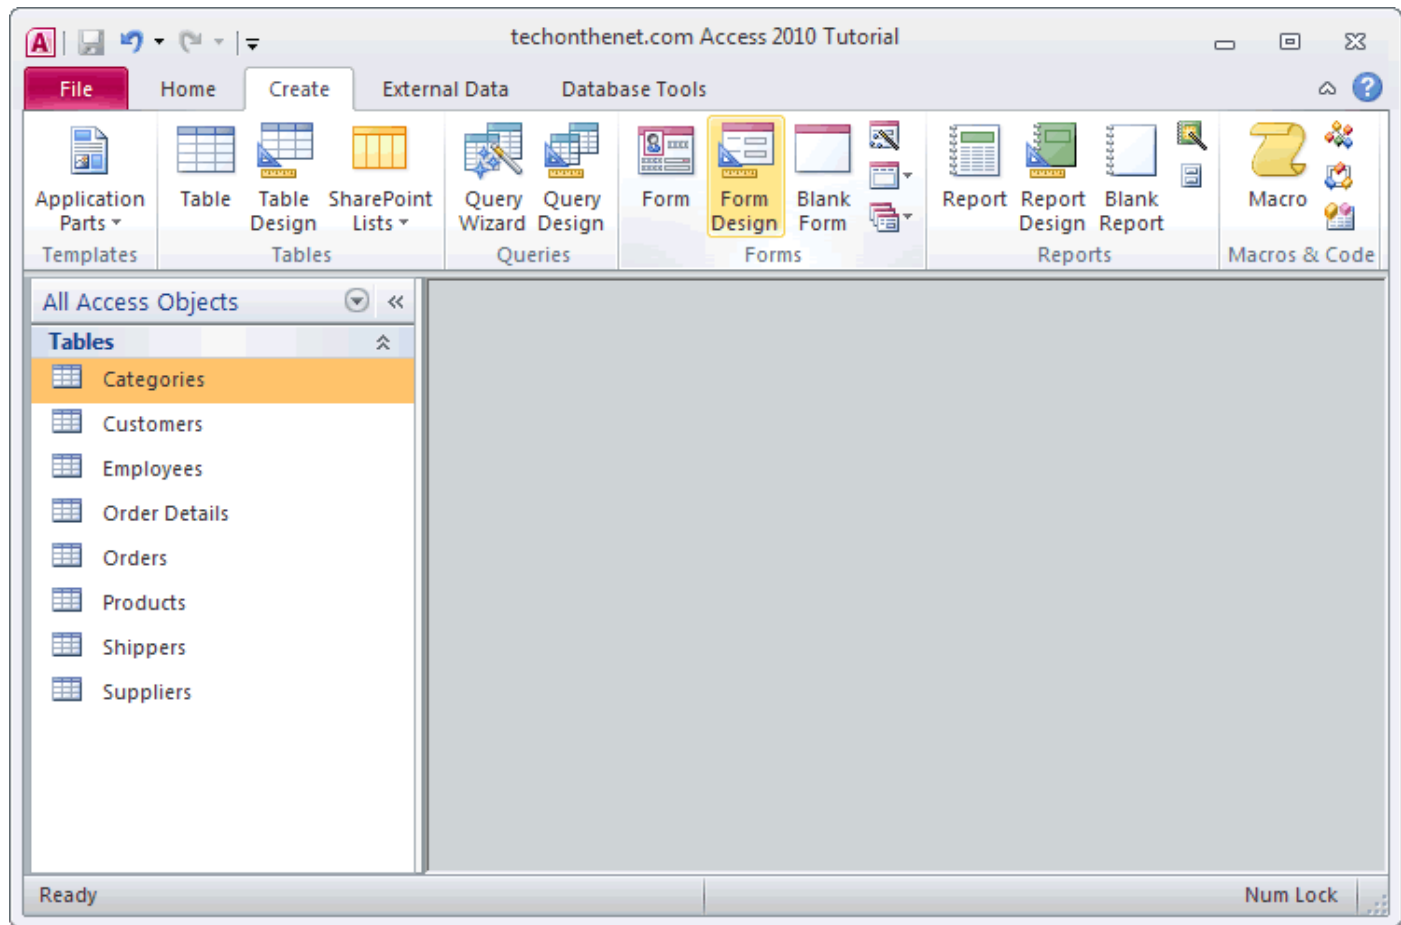 techonthenet.com Access 2010 Tutorial
File Home Create External Data Database Tools
Application Parts
Table
Table Design
SharePoint Lists
Query Wizard
Query Design
Form
Form Design
Blank Form
Report
Report Design
Blank Report
Macro
Templates Tables Queries Forms Reports Macros & Code
All Access Objects
Tables
Categories
Customers
Employees
Order Details
Orders
Products
Shippers
Suppliers
Ready Num Lock